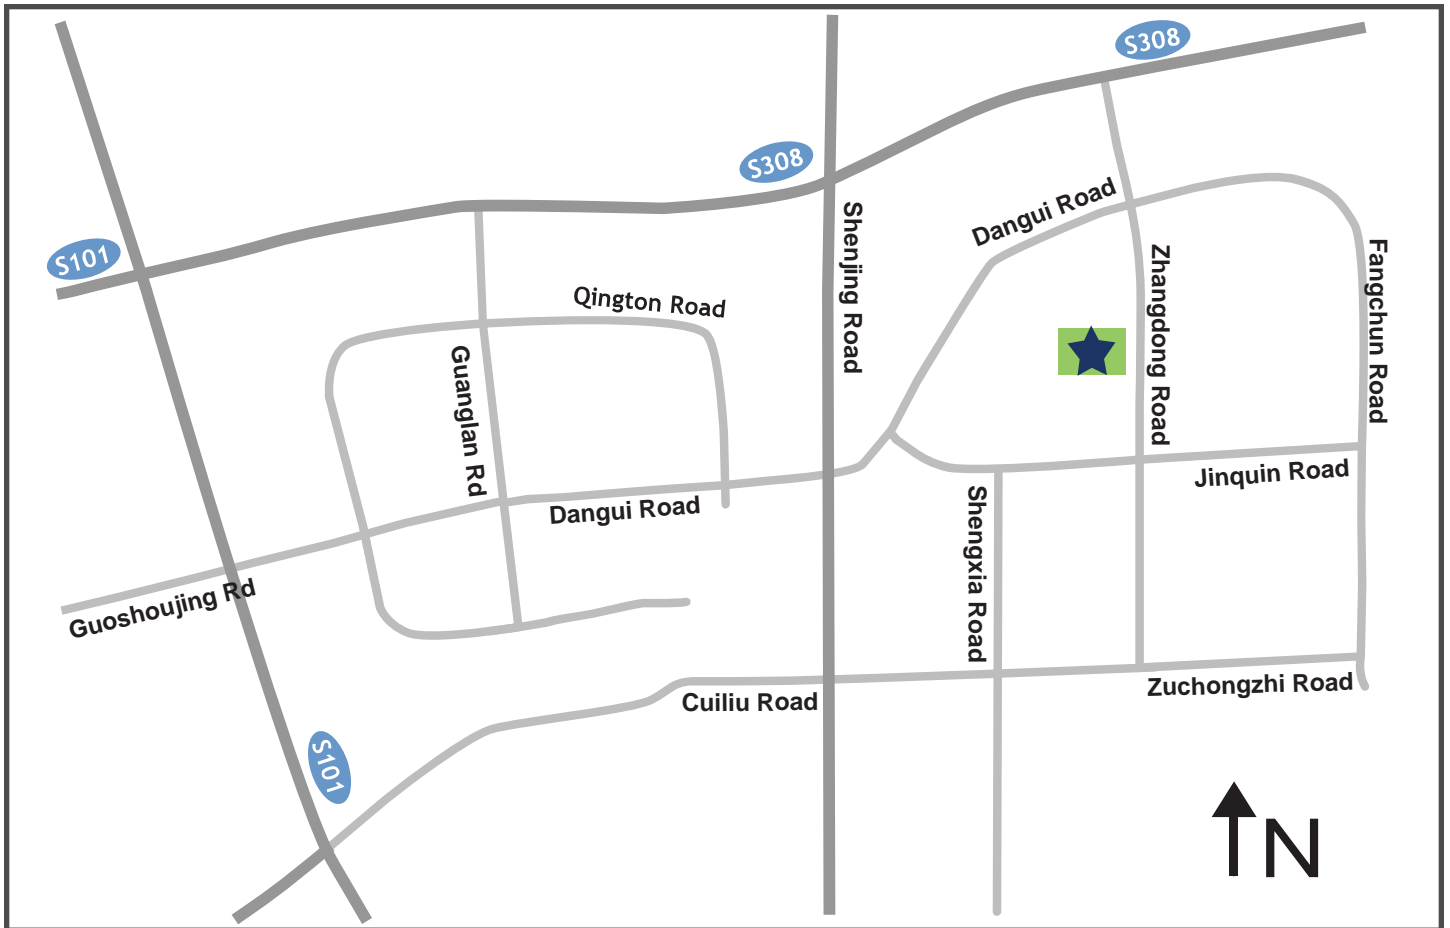 S308
S308
Dangui Road
Shenjing Road
S101
Zhangdong Road
Fangchun Road
Qington Road
Guanglan Rd
Jinquin Road
Dangui Road
Shengxia Road
Guoshoujing Rd
Zuchongzhi Road
Cuiliu Road
S101
N